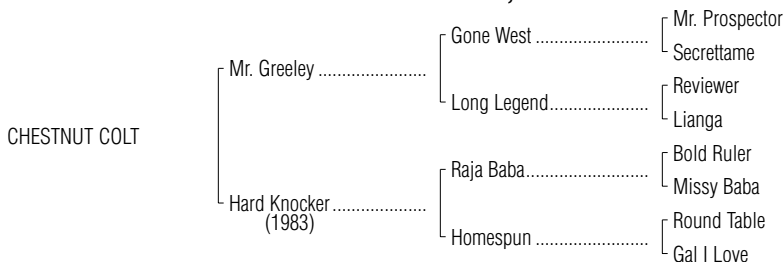 Mr. Prospector
Gone West ........................
Secrettame
Mr. Greeley ......................
Reviewer
Long Legend.....................
Lianga
CHESTNUT COLT
Bold Ruler
Raja Baba..........................
Missy Baba
Hard Knocker...................
(1983)
Round Table
Homespun ........................
Gal I Love